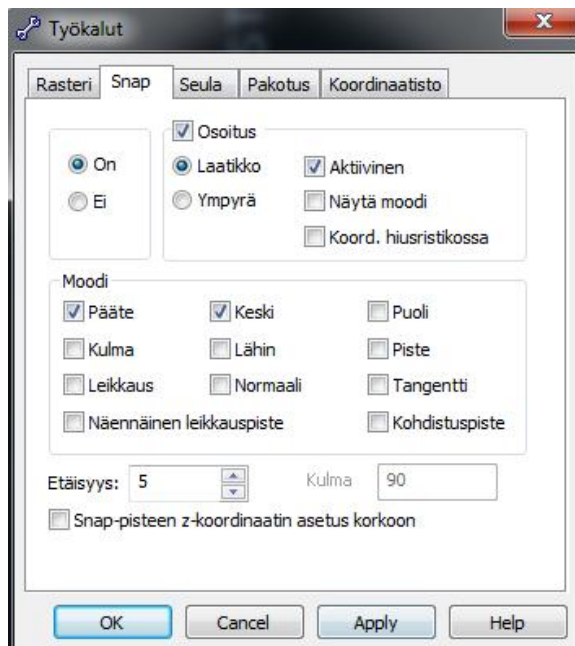 Työkalut
Rasteri Snap Seula Pakotus Koordinaatisto
Osoitus
On Laatikko Aktiivinen
Ei Ympyrä Näytä moodi
Koord. hiusristikossa
Moodi
Pääte Keski Puoli
Kulma Lähin Piste
Leikkaus Normaali Tangentti
Näennäinen leikkauspiste Kohdistuspiste
Etäisyys: 5 Kulma 90
Snap-pisteen z-koordinaatin asetus korkoon
OK Cancel Apply Help